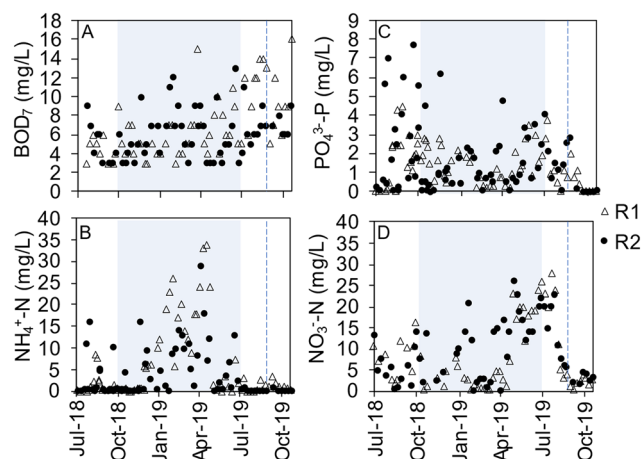 A
BOD7 (mg/L)
18
16
14
12
10
8
6
4
2
0
C
PO4^3-‑P (mg/L)
9
8
7
6
5
4
3
2
1
0
B
NH4^+‑N (mg/L)
40
35
30
25
20
15
10
5
0
Jul-18
Oct-18
Jan-19
Apr-19
Jul-19
Oct-19
D
NO3^-‑N (mg/L)
40
35
30
25
20
15
10
5
0
Jul-18
Oct-18
Jan-19
Apr-19
Jul-19
Oct-19
R1
R2